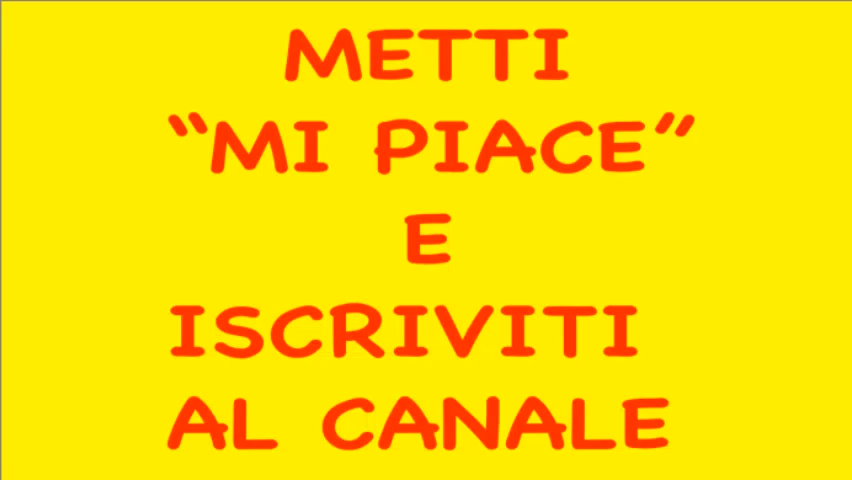 METTI
“MI PIACE”
E
ISCRIVITI
AL CANALE